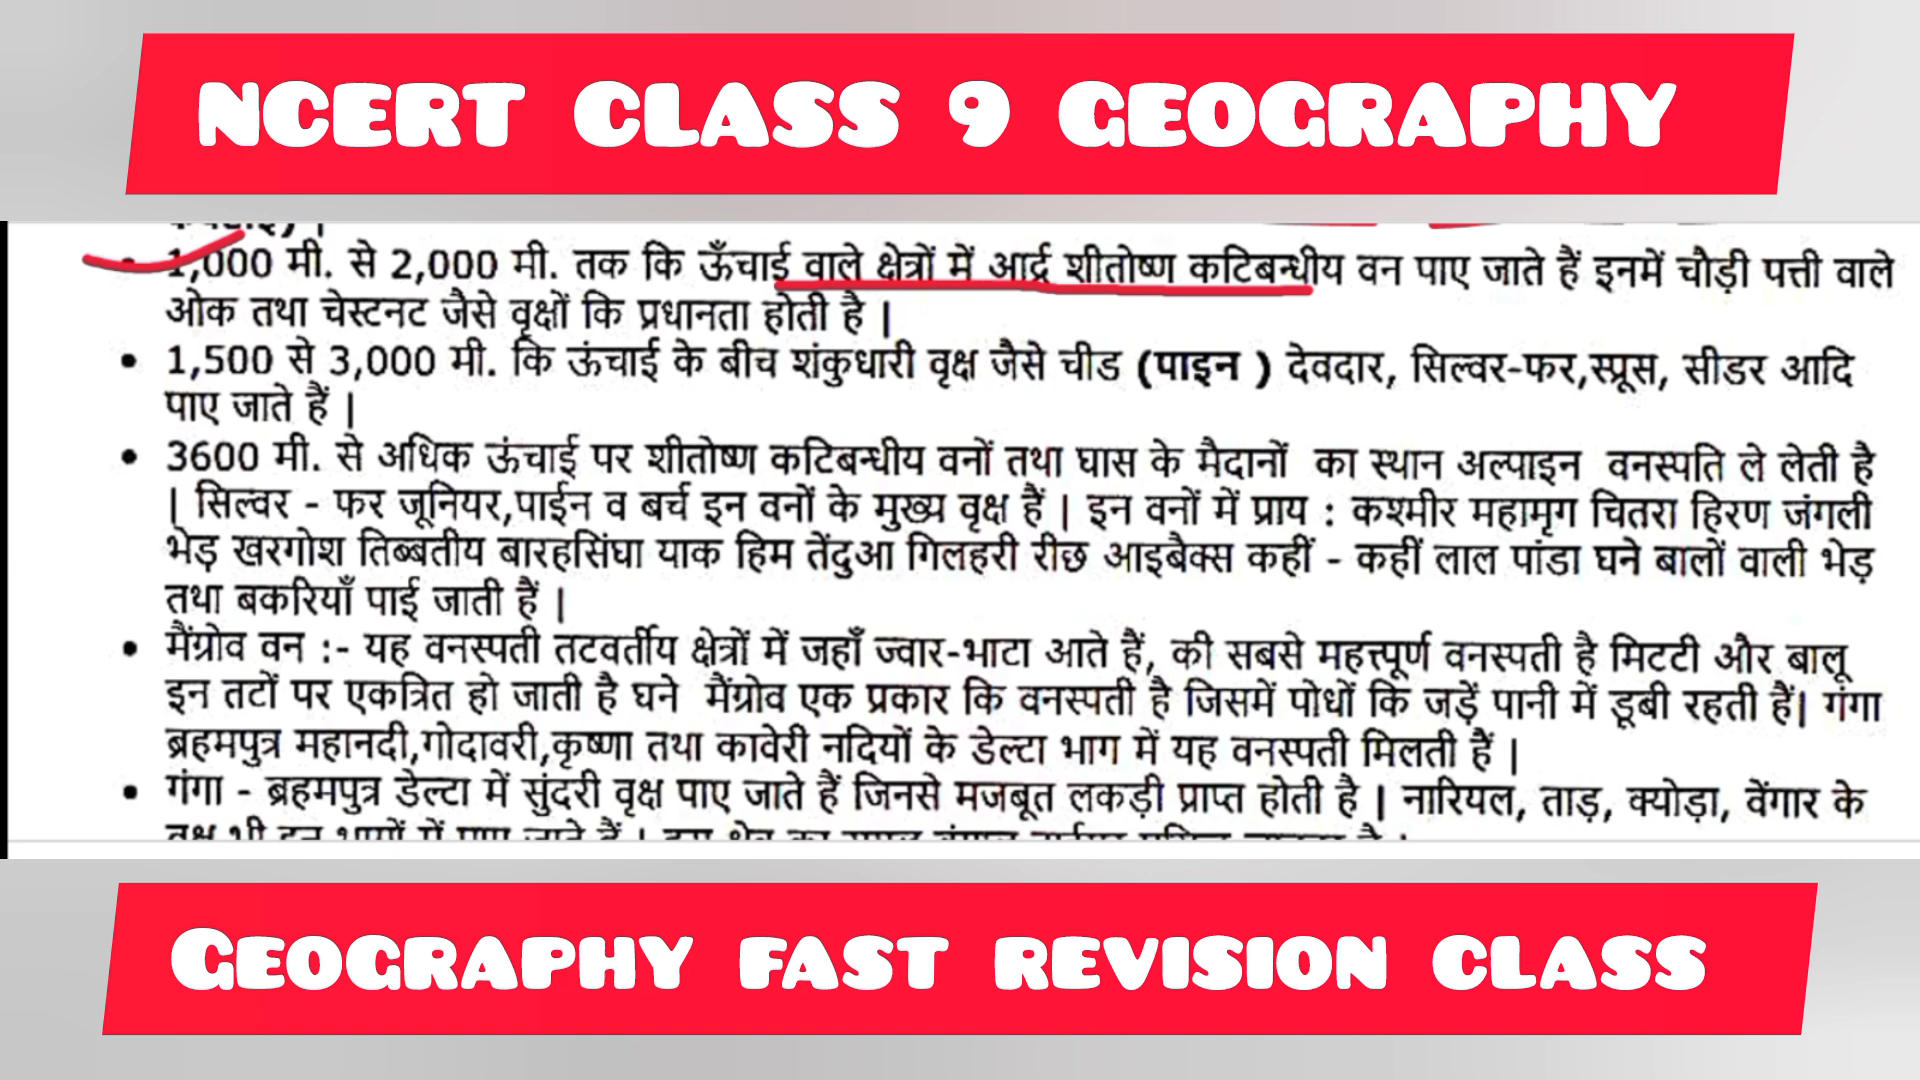 NCERT CLASS 9 GEOGRAPHY
1,000 मी. से 2,000 मी. तक कि ऊँचाई वाले क्षेत्रों में आर्द्र शीतोष्ण कटिबन्धीय वन पाए जाते हैं इनमें चौड़ी पत्ती वाले
ओक तथा चेस्टनट जैसे वृक्षों कि प्रधानता होती है |
• 1,500 से 3,000 मी. कि ऊंचाई के बीच शंकुधारी वृक्ष जैसे चीड (पाइन ) देवदार, सिल्वर-फर,स्प्रूस, सीडर आदि
पाए जाते हैं |
• 3600 मी. से अधिक ऊंचाई पर शीतोष्ण कटिबन्धीय वनों तथा घास के मैदानों का स्थान अल्पाइन वनस्पति ले लेती है
| सिल्वर - फर जूनियर,पाईन व बर्च इन वनों के मुख्य वृक्ष हैं | इन वनों में प्राय : कश्मीर महामृग चितरा हिरण जंगली
भेड़ खरगोश तिब्बतीय बारहसिंघा याक हिम तेंदुआ गिलहरी रीछ आइबैक्स कहीं - कहीं लाल पांडा घने बालों वाली भेड़
तथा बकरियाँ पाई जाती हैं |
• मैंग्रोव वन :- यह वनस्पती तटवर्तीय क्षेत्रों में जहाँ ज्वार-भाटा आते हैं, की सबसे महत्त्पूर्ण वनस्पती है मिटटी और बालू
इन तटों पर एकत्रित हो जाती है घने मैंग्रोव एक प्रकार कि वनस्पती है जिसमें पोधों कि जड़ें पानी में डूबी रहती हैं| गंगा
ब्रहमपुत्र महानदी,गोदावरी,कृष्णा तथा कावेरी नदियों के डेल्टा भाग में यह वनस्पती मिलती हैं |
• गंगा - ब्रहमपुत्र डेल्टा में सुंदरी वृक्ष पाए जाते हैं जिनसे मजबूत लकड़ी प्राप्त होती है | नारियल, ताड़, क्योड़ा, वेंगार के
GEOGRAPHY FAST REVISION CLASS